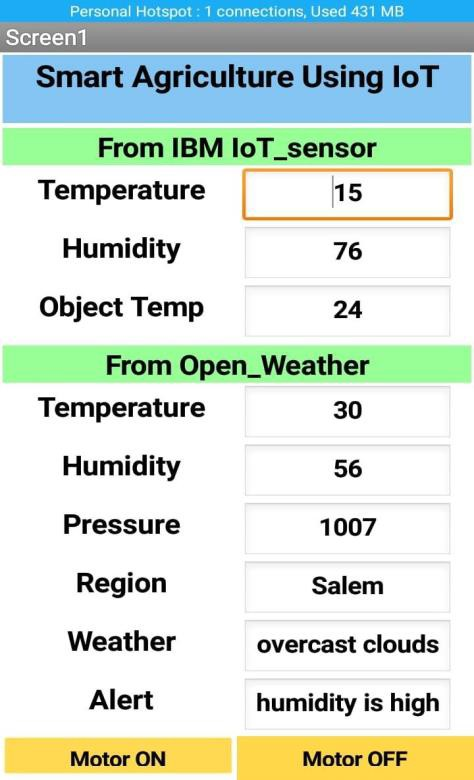 Personal Hotspot : 1 connections, Used 431 MB
Screen1
Smart Agriculture Using IoT
From IBM IoT_sensor
Temperature 15
Humidity 76
Object Temp 24
From Open_Weather
Temperature 30
Humidity 56
Pressure 1007
Region Salem
Weather overcast clouds
Alert humidity is high
Motor ON Motor OFF